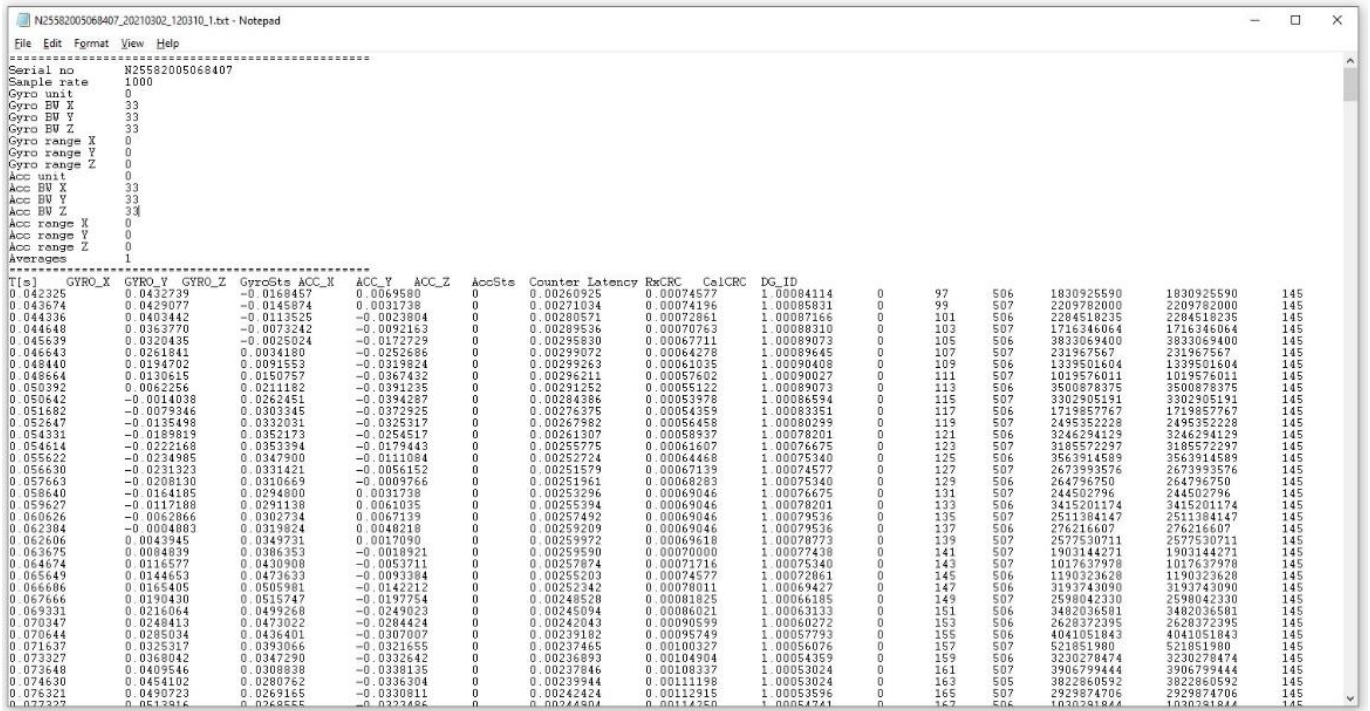 N25582005068407_20210302_120310_1.txt - Notepad
File Edit Format View Help
==================================================
Serial no N25582005068407
Sample rate 1000
Gyro unit 0
Gyro BW X 33
Gyro BW Y 33
Gyro BW Z 33
Gyro range X 0
Gyro range Y 0
Gyro range Z 0
Acc unit 0
Acc BW X 33
Acc BW Y 33
Acc BW Z 33
Acc range X 0
Acc range Y 0
Acc range Z 0
Averages 1
==================================================
T[s] GYRO_X GYRO_Y GYRO_Z GyroSts ACC_X ACC_Y ACC_Z AccSts Counter Latency RxCRC CalCRC DG_ID
0.042325 0.0432739 -0.0168457 0.0069580 0 0.00260925 0.00074577 1.00084114 0 97 506 1830925590 1830925590 145
0.043674 0.0429077 -0.0145874 0.0031738 0 0.00271034 0.00074196 1.00085831 0 99 507 2209782000 2209782000 145
0.044336 0.0403442 -0.0113525 -0.0023804 0 0.00280571 0.00072861 1.00087166 0 101 506 2284518235 2284518235 145
0.044648 0.0363770 -0.0073242 -0.0092163 0 0.00289536 0.00070763 1.00088310 0 103 507 1716346064 1716346064 145
0.045639 0.0320435 -0.0025024 -0.0172729 0 0.00295830 0.00067711 1.00089073 0 105 506 3833069400 3833069400 145
0.046643 0.0261841 0.0034180 -0.0252686 0 0.00299072 0.00064278 1.00089645 0 107 507 231967567 231967567 145
0.048440 0.0194702 0.0091553 -0.0319824 0 0.00299263 0.00061035 1.00090408 0 109 506 1339501604 1339501604 145
0.048664 0.0130615 0.0150757 -0.0367432 0 0.00296211 0.00057602 1.00090027 0 111 507 1019576011 1019576011 145
0.050392 0.0062256 0.0211182 -0.0391235 0 0.00291252 0.00055122 1.00089073 0 113 506 3500878375 3500878375 145
0.050642 -0.0014038 0.0262451 -0.0394287 0 0.00284386 0.00053978 1.00086594 0 115 507 3302905191 3302905191 145
0.051682 -0.0079346 0.0303345 -0.0372925 0 0.00276375 0.00054359 1.00083351 0 117 506 1719857767 1719857767 145
0.052647 -0.0135498 0.0332031 -0.0325317 0 0.00267982 0.00056458 1.00080299 0 119 507 2495352228 2495352228 145
0.054331 -0.0189819 0.0352173 -0.0254517 0 0.00261307 0.00058937 1.00078201 0 121 506 3246294129 3246294129 145
0.054614 -0.0222168 0.0353394 -0.0179443 0 0.00255775 0.00061607 1.00076675 0 123 507 3185572297 3185572297 145
0.055622 -0.0234985 0.0347900 -0.0111084 0 0.00252724 0.00064468 1.00075340 0 125 506 3563914589 3563914589 145
0.056630 -0.0231323 0.0331421 -0.0056152 0 0.00251579 0.00067139 1.00074577 0 127 507 2673993576 2673993576 145
0.057663 -0.0208130 0.0310669 -0.0009766 0 0.00251961 0.00068283 1.00075340 0 129 506 264796750 264796750 145
0.058640 -0.0164185 0.0294800 0.0031738 0 0.00253296 0.00069046 1.00076675 0 131 507 244502796 244502796 145
0.059627 -0.0117188 0.0291138 0.0061035 0 0.00255394 0.00069046 1.00078201 0 133 506 3415201174 3415201174 145
0.060626 -0.0062866 0.0302734 0.0067139 0 0.00257492 0.00069046 1.00079536 0 135 507 2511384147 2511384147 145
0.062384 -0.0004883 0.0319824 0.0048218 0 0.00259209 0.00069046 1.00079536 0 137 506 276216607 276216607 145
0.062606 0.0043945 0.0349731 0.0017090 0 0.00259972 0.00069618 1.00078773 0 139 507 2577530711 2577530711 145
0.063675 0.0084839 0.0386353 -0.0018921 0 0.00259590 0.00070000 1.00077438 0 141 507 1903144271 1903144271 145
0.064674 0.0116577 0.0430908 -0.0053711 0 0.00257874 0.00071716 1.00075340 0 143 507 1017637978 1017637978 145
0.065649 0.0144653 0.0473633 -0.0093384 0 0.00255203 0.00074577 1.00072861 0 145 506 1190323628 1190323628 145
0.066686 0.0165405 0.0505981 -0.0142212 0 0.00252342 0.00078011 1.00069427 0 147 506 3193743090 3193743090 145
0.067666 0.0190430 0.0515747 -0.0197754 0 0.00248528 0.00081825 1.00066185 0 149 507 2598042330 2598042330 145
0.069331 0.0216064 0.0499268 -0.0249023 0 0.00245094 0.00086021 1.00063133 0 151 506 3482036581 3482036581 145
0.070347 0.0248413 0.0473022 -0.0284424 0 0.00242043 0.00090599 1.00060272 0 153 506 2628372395 2628372395 145
0.070644 0.0285034 0.0436401 -0.0307007 0 0.00239182 0.00095749 1.00057793 0 155 506 4041051843 4041051843 145
0.071637 0.0325317 0.0393066 -0.0321655 0 0.00237465 0.00100327 1.00056076 0 157 507 521851980 521851980 145
0.073327 0.0368042 0.0347290 -0.0332642 0 0.00236893 0.00104904 1.00054359 0 159 506 3230278474 3230278474 145
0.073648 0.0409546 0.0308838 -0.0338135 0 0.00237846 0.00108337 1.00053024 0 161 507 3906799444 3906799444 145
0.074630 0.0454102 0.0280762 -0.0336304 0 0.00239944 0.00111198 1.00053024 0 163 505 3822860592 3822860592 145
0.076321 0.0490723 0.0269165 -0.0330811 0 0.00242424 0.00112915 1.00053596 0 165 507 2929874706 2929874706 145
0.077327 0.0513916 0.0268555 -0.0323486 0 0.00244904 0.00114250 1.00054741 0 167 506 1030291844 1030291844 145